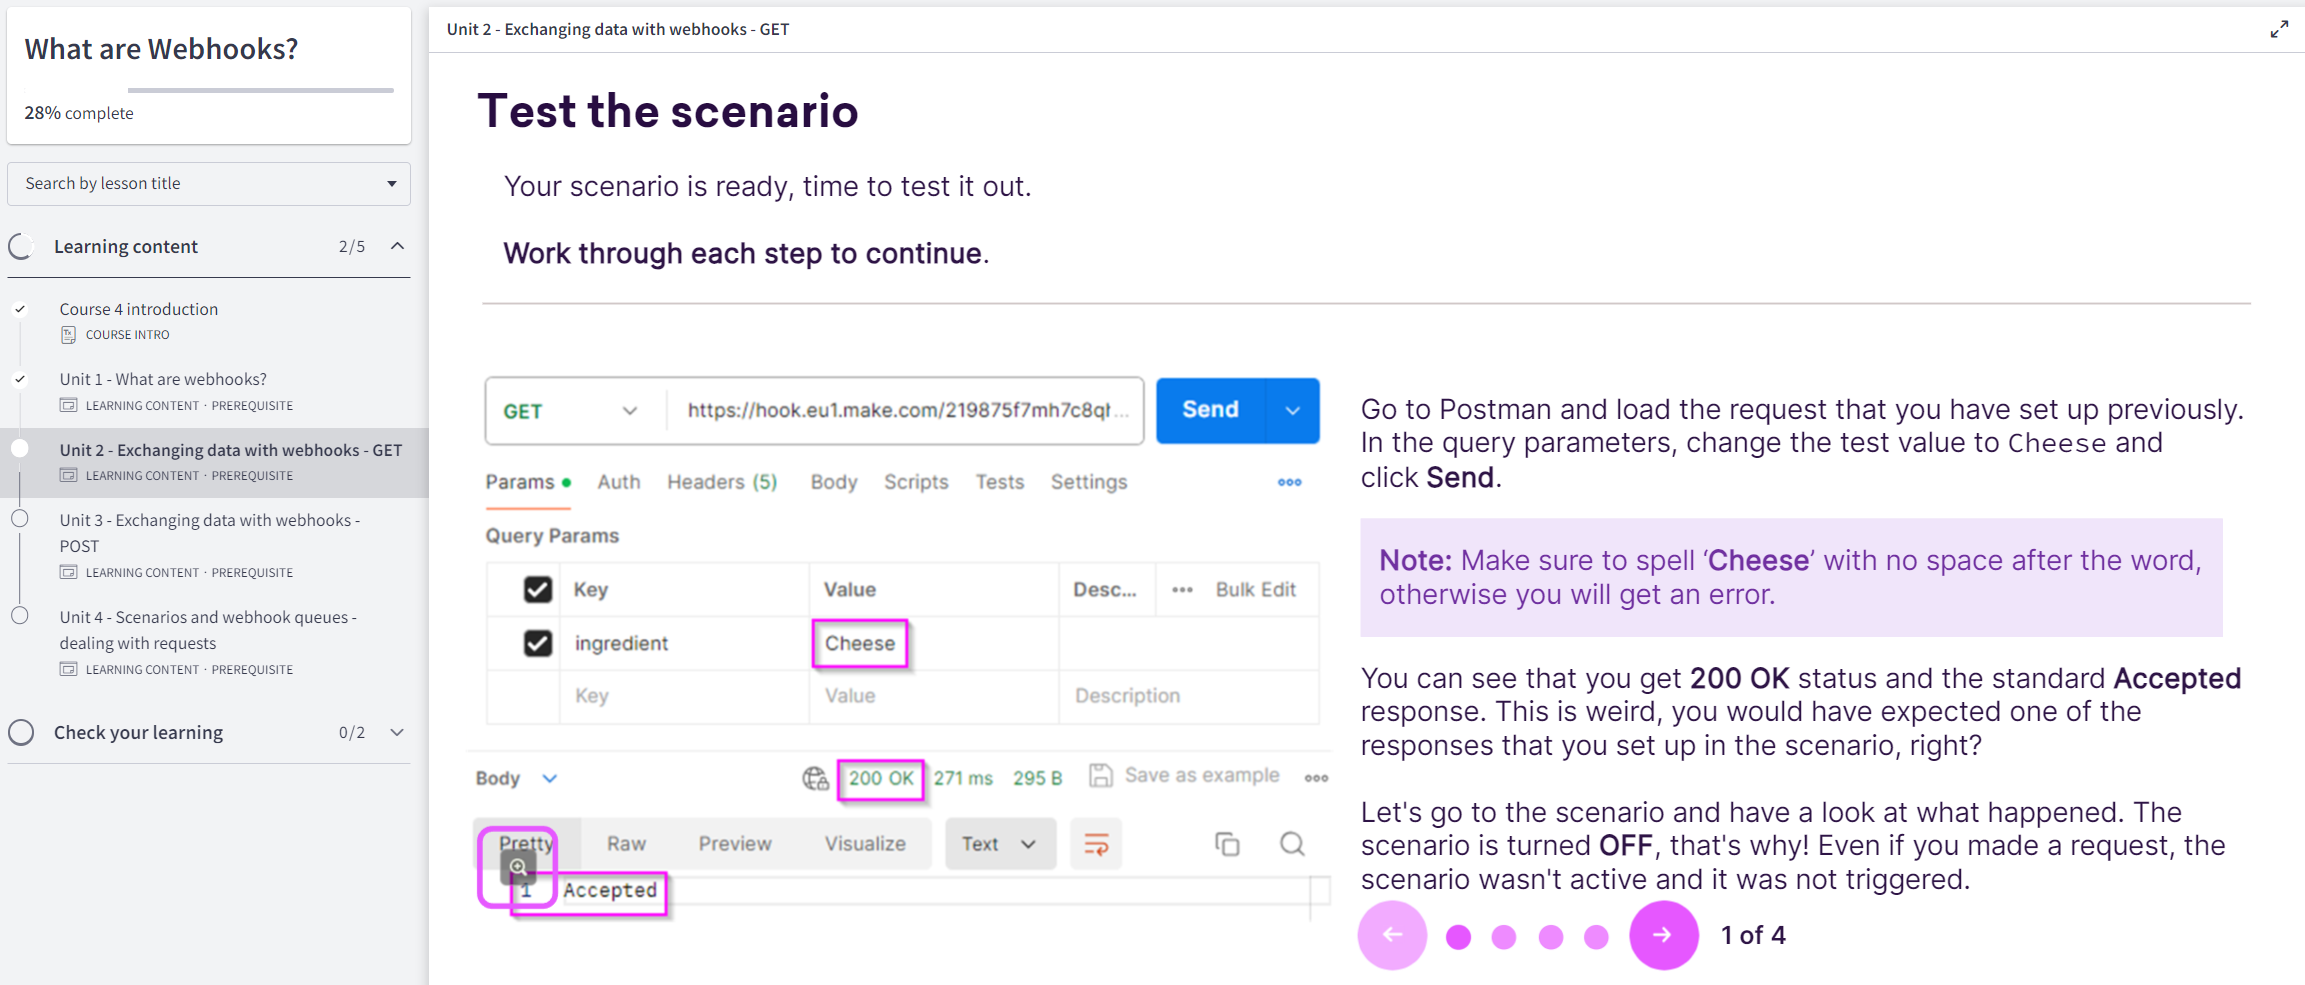 What are Webhooks?
28% complete
Search by lesson title
Learning content 2/5
Course 4 introduction
COURSE INTRO
Unit 1 - What are webhooks?
LEARNING CONTENT · PREREQUISITE
Unit 2 - Exchanging data with webhooks - GET
LEARNING CONTENT · PREREQUISITE
Unit 3 - Exchanging data with webhooks -
POST
LEARNING CONTENT · PREREQUISITE
Unit 4 - Scenarios and webhook queues -
dealing with requests
LEARNING CONTENT · PREREQUISITE
Check your learning 0/2
Unit 2 - Exchanging data with webhooks - GET
Test the scenario
Your scenario is ready, time to test it out.
Work through each step to continue.
GET https://hook.eu1.make.com/219875f7mh7c8qh... Send
Params Auth Headers (5) Body Scripts Tests Settings
Query Params
Key Value Desc... ••• Bulk Edit
ingredient Cheese
Key Value Description
Body 200 OK 271 ms 295 B Save as example
Pretty Raw Preview Visualize Text
1 Accepted
Go to Postman and load the request that you have set up previously.
In the query parameters, change the test value to Cheese and
click Send.
Note: Make sure to spell ‘Cheese’ with no space after the word,
otherwise you will get an error.
You can see that you get 200 OK status and the standard Accepted
response. This is weird, you would have expected one of the
responses that you set up in the scenario, right?
Let's go to the scenario and have a look at what happened. The
scenario is turned OFF, that's why! Even if you made a request, the
scenario wasn't active and it was not triggered.
1 of 4